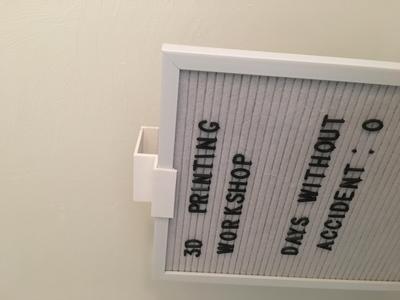 3D PRINTING
WORKSHOP
DAYS WITHOUT
ACCIDENT: 0